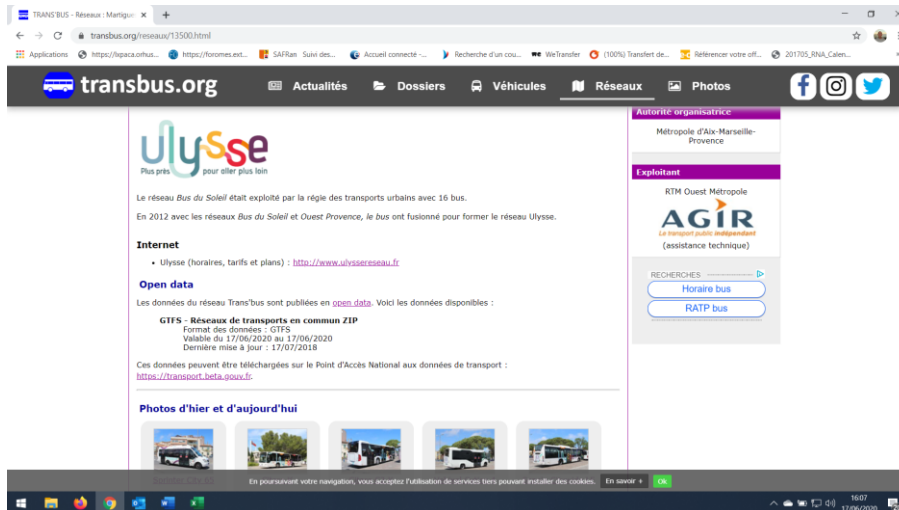 TRANS'BUS - Réseaux : Martigue
transbus.org/reseaux/13500.html
Applications https://lxpaca.orhus... https://foromes.ext... SAFRan Suivi des... Accueil connecté -... Recherche d'un cou... WeTransfer (100%) Transfert de... Référencer votre off... 201705_RNA_Calen...
transbus.org Actualités Dossiers Véhicules Réseaux Photos
Autorité organisatrice
Métropole d'Aix-Marseille-
Provence
Exploitant
RTM Ouest Métropole
AGIR
Le transport public indépendant
(assistance technique)
RECHERCHES
Horaire bus
RATP bus
ulysse
Plus près pour aller plus loin
Le réseau Bus du Soleil était exploité par la régie des transports urbains avec 16 bus.
En 2012 avec les réseaux Bus du Soleil et Ouest Provence, le bus ont fusionné pour former le réseau Ulysse.
Internet
• Ulysse (horaires, tarifs et plans) : http://www.ulyssereseau.fr
Open data
Les données du réseau Trans'bus sont publiées en open data. Voici les données disponibles :
GTFS - Réseaux de transports en commun ZIP
Format des données : GTFS
Valable du 17/06/2020 au 17/06/2020
Dernière mise à jour : 17/07/2018
Ces données peuvent être téléchargées sur le Point d'Accès National aux données de transport :
https://transport.beta.gouv.fr.
Photos d'hier et d'aujourd'hui
En poursuivant votre navigation, vous acceptez l'utilisation de services tiers pouvant installer des cookies. En savoir + Ok
16:07
17/06/2020